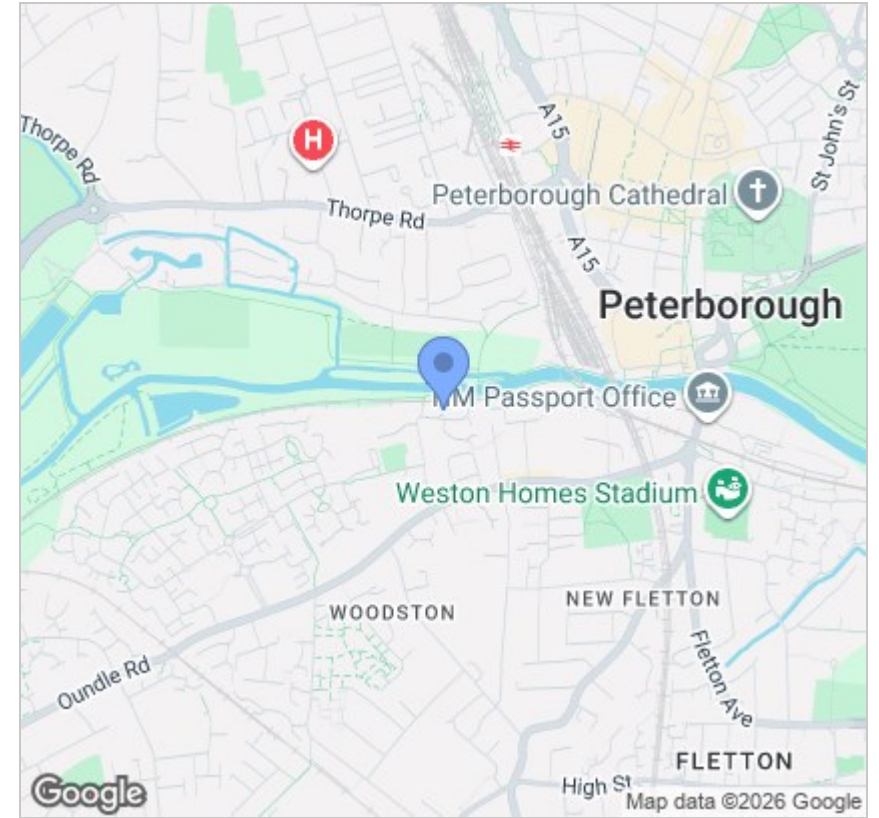 Thorpe Rd
H
A15
St John's St
Peterborough Cathedral
Thorpe Rd
A15
Peterborough
HM Passport Office
Weston Homes Stadium
WOODSTON
NEW FLETTON
Oundle Rd
Fletton Ave
FLETTON
High St
Google
Map data ©2026 Google